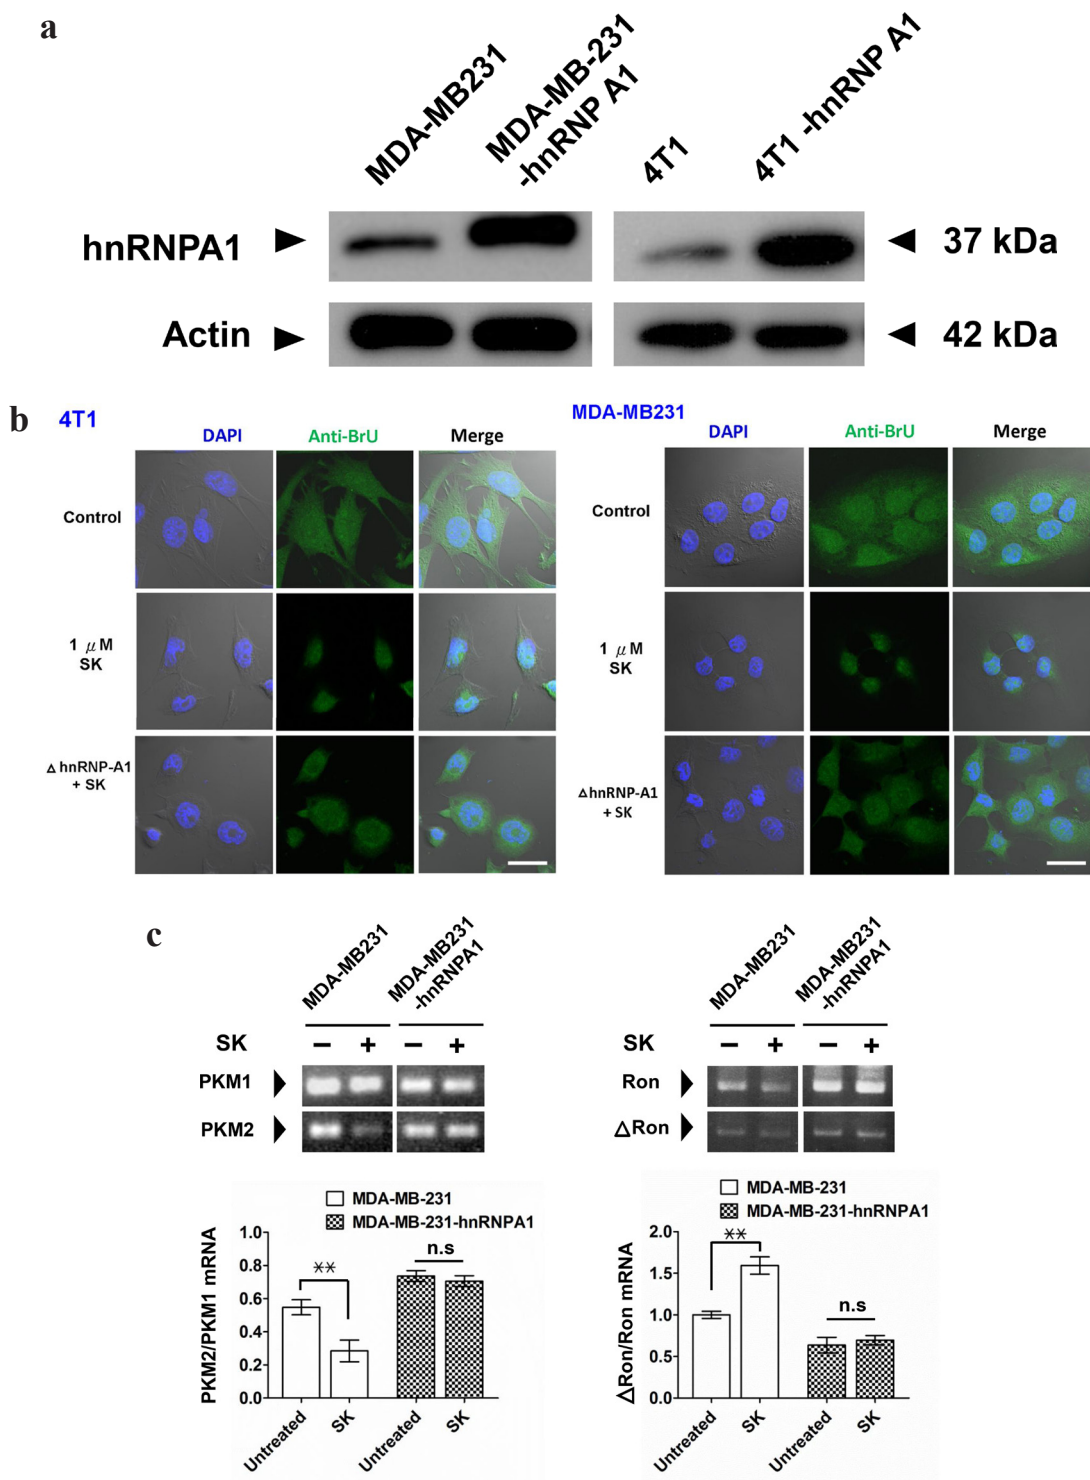 a
MDA-MB231
MDA-MB-231
-hnRNP A1
4T1
4T1 -hnRNP A1
hnRNPA1
37 kDa
Actin
42 kDa
b
4T1
DAPI
Anti-BrU
Merge
Control
1 μM
SK
△hnRNP-A1
+ SK
MDA-MB231
DAPI
Anti-BrU
Merge
Control
1 μM
SK
△hnRNP-A1
+ SK
c
MDA-MB231
MDA-MB231
-hnRNPA1
SK − + − +
PKM1
PKM2
MDA-MB-231
MDA-MB-231-hnRNPA1
PKM2/PKM1 mRNA
1.0
0.8
0.6
0.4
0.2
0.0
**
n.s
Untreated
SK
Untreated
SK
MDA-MB231
MDA-MB231
-hnRNPA1
SK − + − +
Ron
△Ron
MDA-MB-231
MDA-MB-231-hnRNPA1
△Ron/Ron mRNA
2.0
1.5
1.0
0.5
0.0
**
n.s
Untreated
SK
Untreated
SK